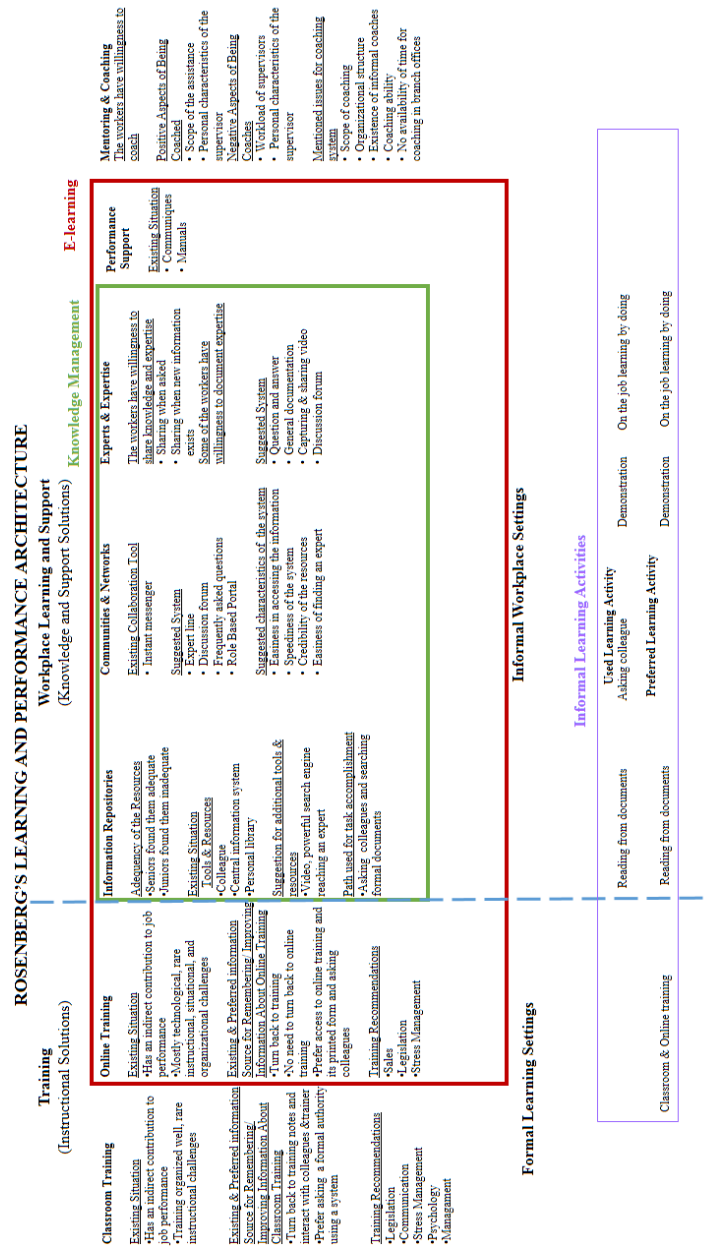 ROSENBERG'S LEARNING AND PERFORMANCE ARCHITECTURE
Training
(Instructional Solutions)
Workplace Learning and Support
(Knowledge and Support Solutions)
Knowledge Management
E-learning
Classroom Training
Existing Situation
•Has an indirect contribution to
job performance
•Training organized well, rare
instructional challenges
Existing & Preferred information
Source for Remembering/
Improving Information About
Classroom Training
•Turn back to training notes and
interact with colleagues &trainer
•Prefer asking a formal authority
using a system
Training Recommendations
•Legislation
•Communication
•Stress Management
•Psychology
•Managament
Online Training
Existing Situation
•Has an indirect contribution to job
performance
•Mostly technological, rare
instructional, situational, and
organizational challenges
Existing & Preferred information
Source for Remembering/ Improving
Information About Online Training
•Turn back to training
•No need to turn back to online
training
•Prefer access to online training and
its printed form and asking
colleagues
Training Recommendations
•Sales
•Legislation
•Stress Management
Information Repositories
Adequency of the Resources
•Seniors found them adequate
•Juniors found them inadequate
Existing Situation
Tools & Resources
•Colleague
•Central information system
•Personal library
Suggestion for additional tools &
resources
•Video, powerful search engine
reaching an expert
Path used for task accomplishment
•Asking colleagues and searching
formal documents
Communities & Networks
Existing Collaboration Tool
• Instant messenger
Suggested System
• Expert line
• Discussion forum
• Frequently asked questions
• Role Based Portal
Suggested characteristics of the system
• Easiness in accessing the information
• Speediness of the system
• Credibility of the resources
• Easiness of finding an expert
Experts & Expertise
The workers have willingness to
share knowledge and expertise
• Sharing when asked
• Sharing when new information
exists
Some of the workers have
willingness to document expertise
Suggested System
• Question and answer
• General documentation
• Capturing & sharing video
• Discussion forum
Performance
Support
Existing Situation
• Communiques
• Manuals
Mentoring & Coaching
The workers have willingness to
coach
Positive Aspects of Being
Coached
• Scope of the assistance
• Personal characteristics of the
supervisor
Negative Aspects of Being
Coaches
• Workload of supervisors
• Personal characteristics of the
supervisor
Mentioned issues for coaching
system
• Scope of coaching
• Organizational structure
• Existence of informal coaches
• Coaching ability
• No availability of time for
coaching in branch offices
Formal Learning Settings
Informal Workplace Settings
Informal Learning Activities
Used Learning Activity
Reading from documents
Asking colleague
Demonstration
On the job learning by doing
Preferred Learning Activity
Classroom & Online training
Reading from documents
Demonstration
On the job learning by doing